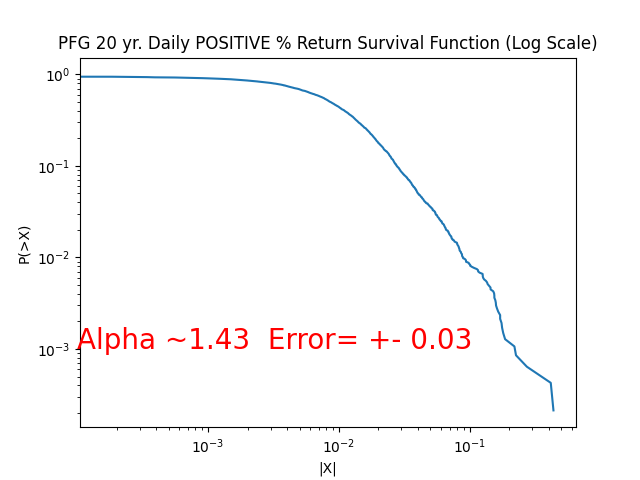 PFG 20 yr. Daily POSITIVE % Return Survival Function (Log Scale)
10⁰
10⁻¹
10⁻²
10⁻³
P(>X)
Alpha ~1.43  Error= +- 0.03
10⁻³ 10⁻² 10⁻¹
|X|